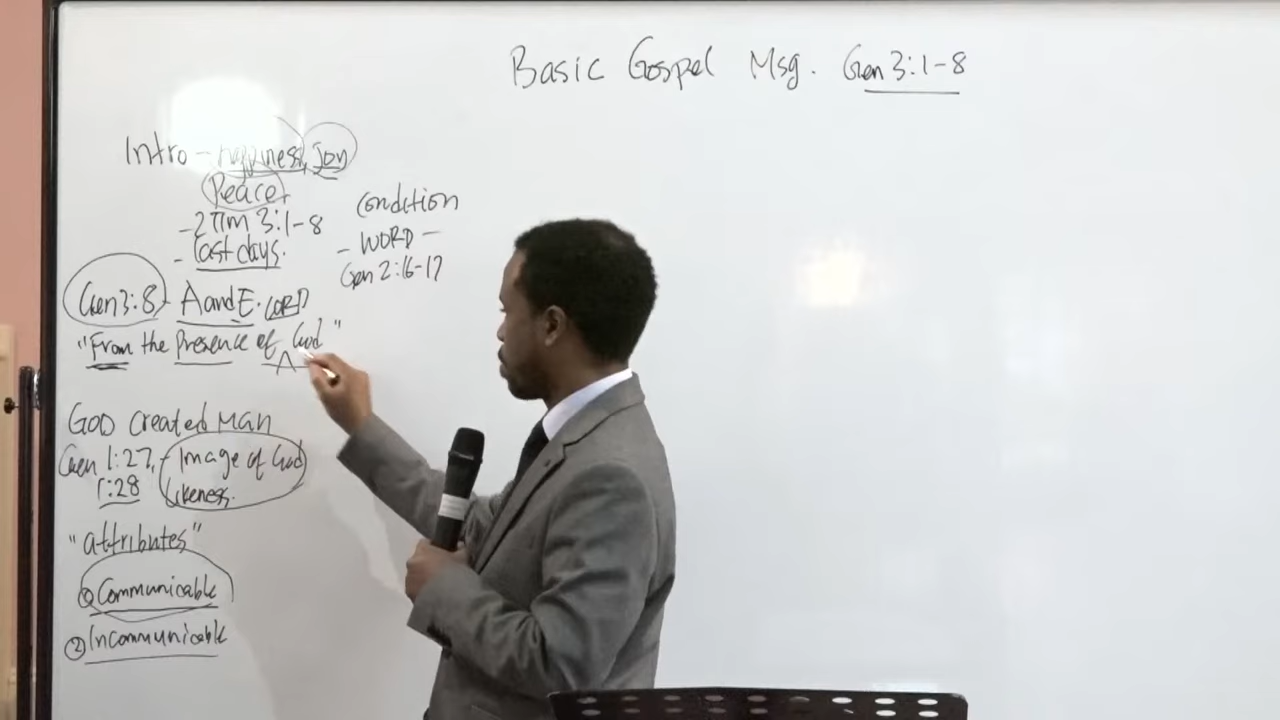 Basic Gospel Msg. Gen 3:1-8
Intro - Happiness, Joy
Peace
- 2 Tim 3:1-8
- last days.
condition
- WORD -
Gen 2:16-17
Gen 3:8 - A and E. LORD
"From the Presence of God"
GOD created MAN
Gen 1:27, - Image of God
1:28 Likeness.
"attributes"
① Communicable
② Incommunicable